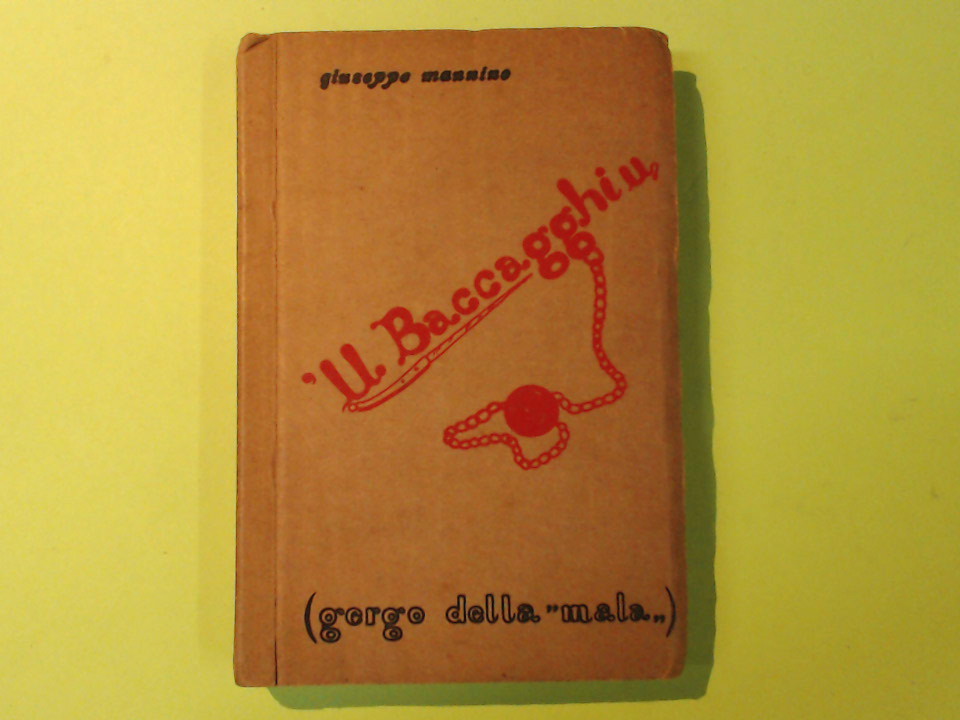 giuseppe mannino
'U Baccagghiu,
(gergo della "mala„)